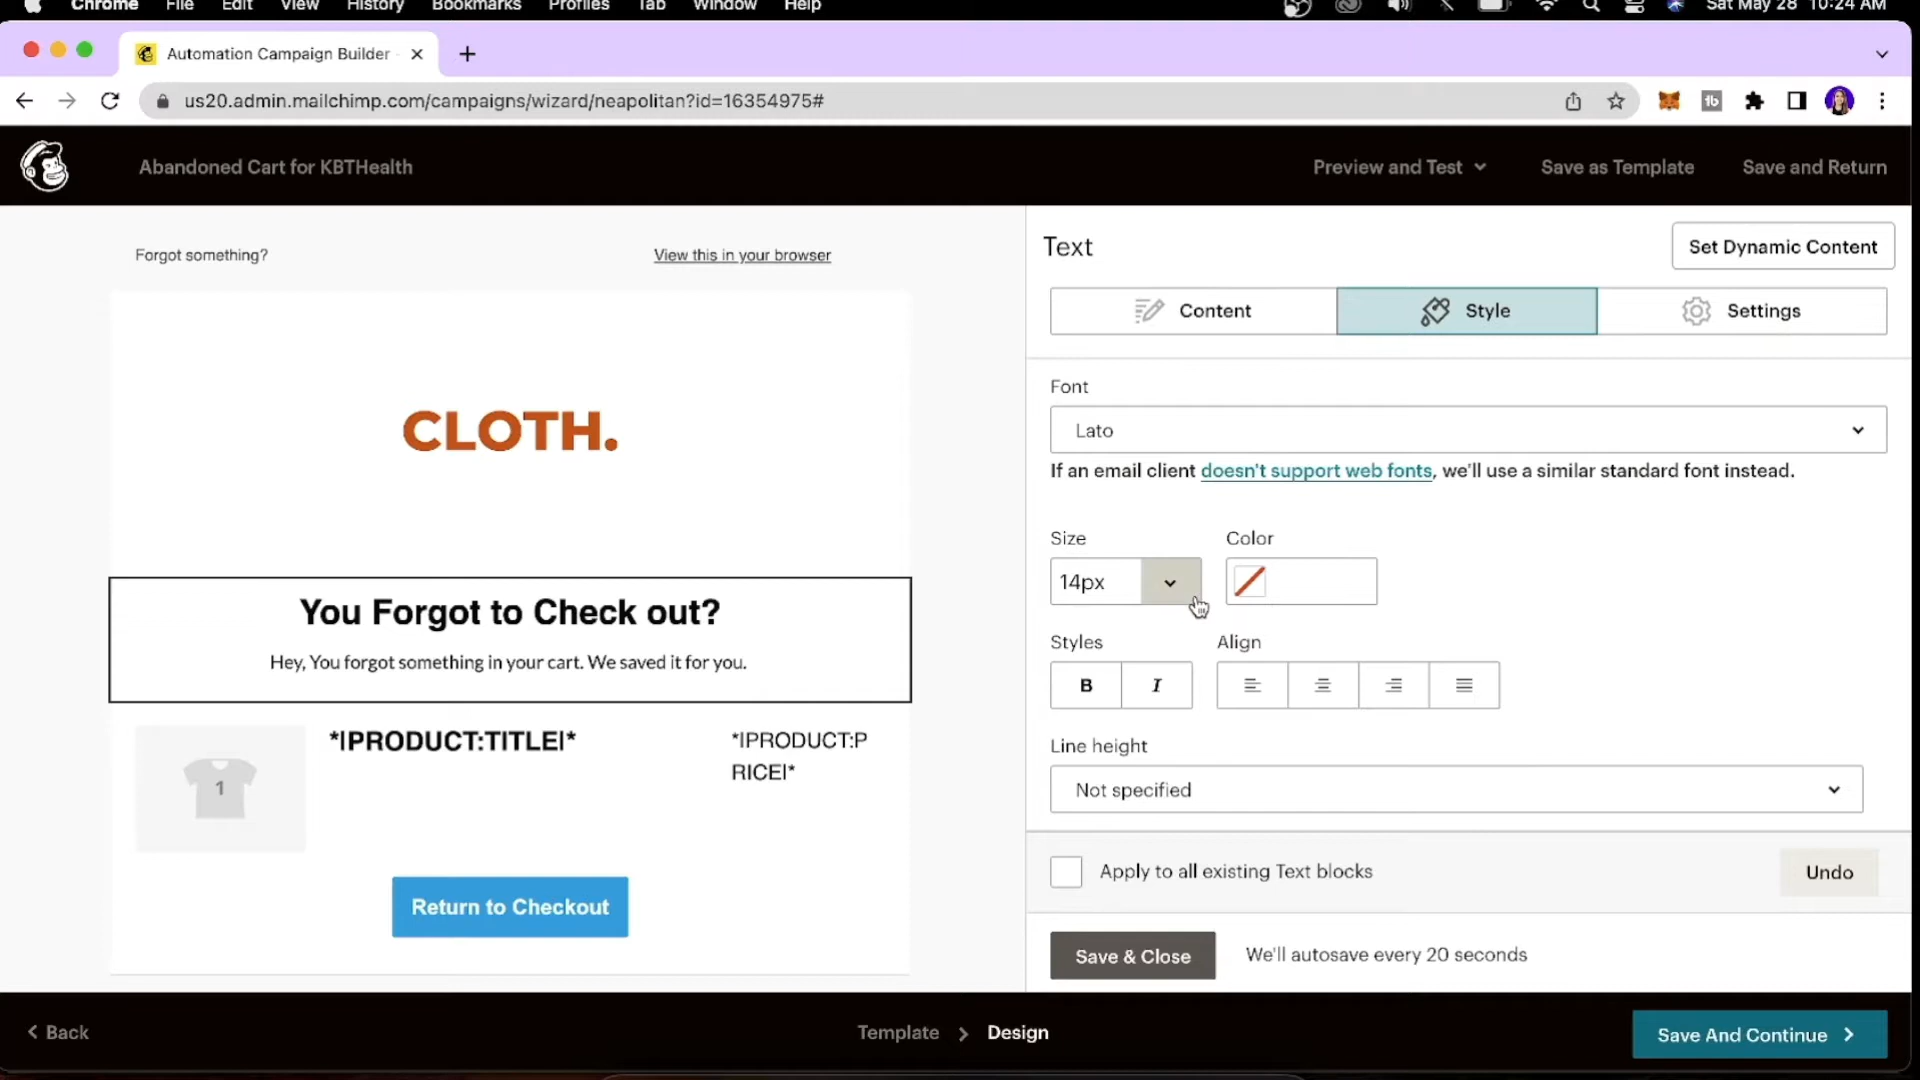 Chrome File Edit View History Bookmarks Profiles Tab Window Help Sat May 28 10:24 AM
Automation Campaign Builder
us20.admin.mailchimp.com/campaigns/wizard/neapolitan?id=16354975#
Abandoned Cart for KBTHealth Preview and Test Save as Template Save and Return
Forgot something? View this in your browser
CLOTH.
You Forgot to Check out?
Hey, You forgot something in your cart. We saved it for you.
1
*|PRODUCT:TITLE|* *|PRODUCT:P
RICE|*
Return to Checkout
Text Set Dynamic Content
Content Style Settings
Font
Lato
If an email client doesn't support web fonts, we'll use a similar standard font instead.
Size Color
14px
Styles Align
B I
Line height
Not specified
Apply to all existing Text blocks Undo
Save & Close We'll autosave every 20 seconds
Back Template > Design Save And Continue